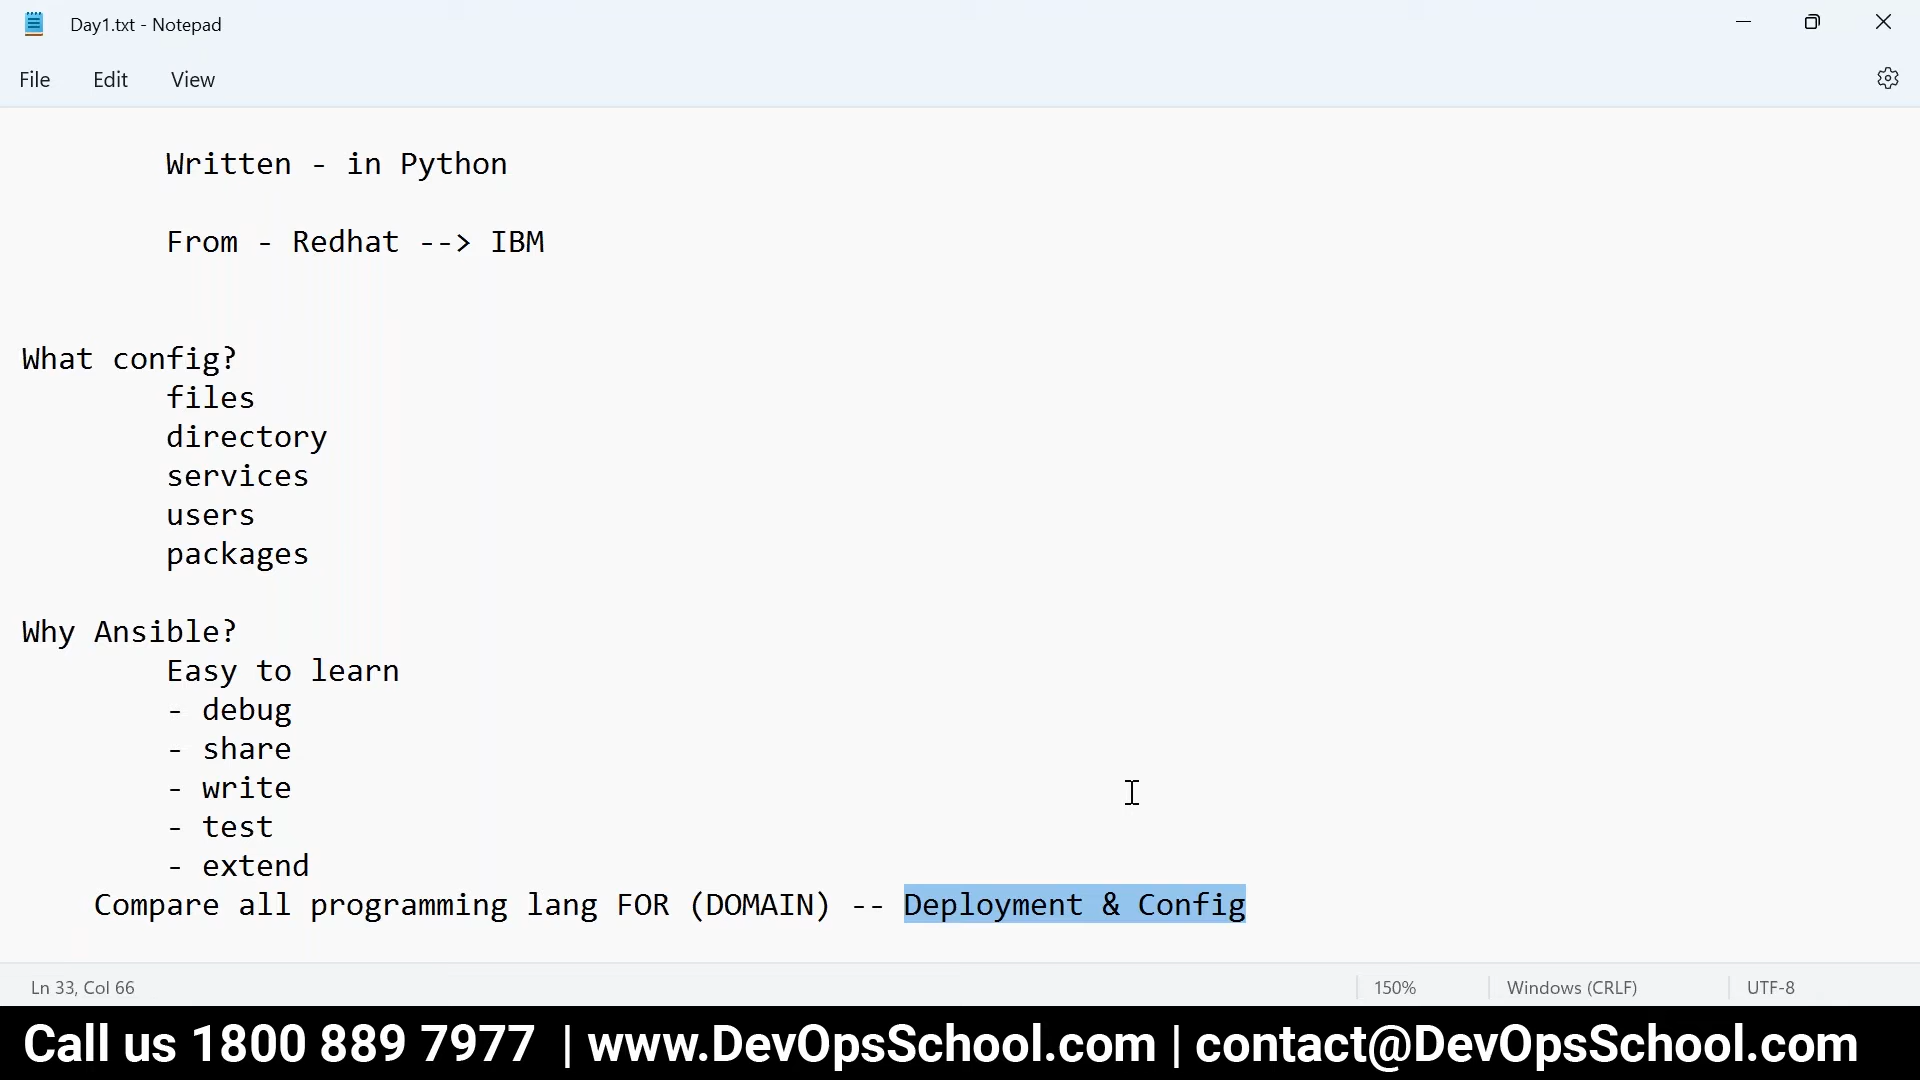 Day1.txt - Notepad
File Edit View
Written - in Python
From - Redhat --> IBM
What config?
files
directory
services
users
packages
Why Ansible?
Easy to learn
- debug
- share
- write
- test
- extend
Compare all programming lang FOR (DOMAIN) -- Deployment & Config
Ln 33, Col 66 150% Windows (CRLF) UTF-8
Call us 1800 889 7977 | www.DevOpsSchool.com | contact@DevOpsSchool.com